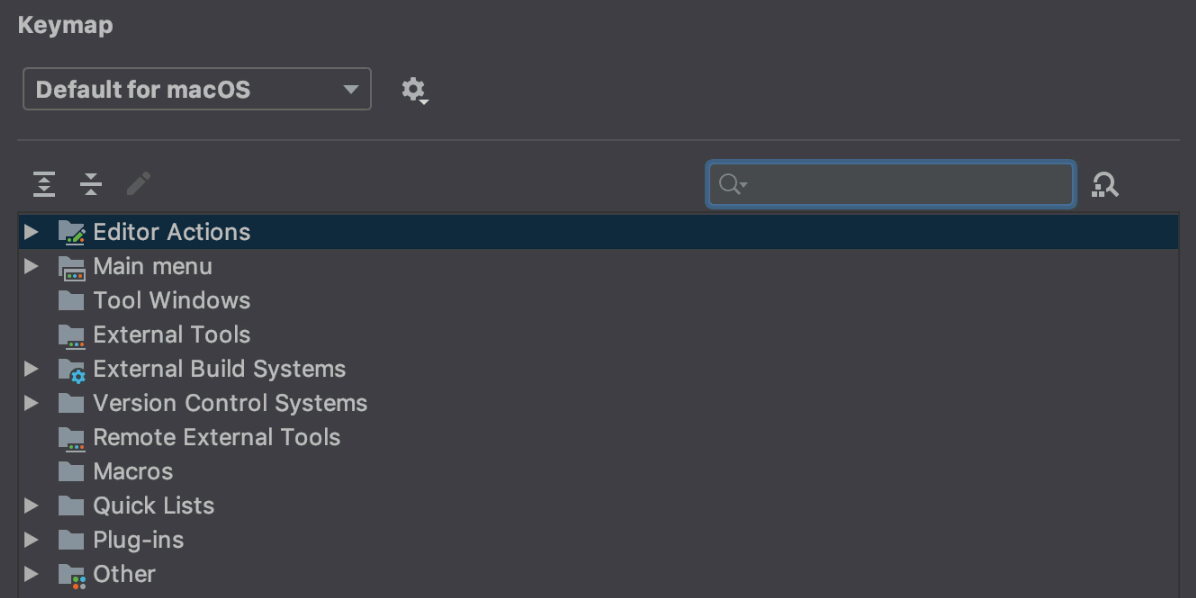 Keymap
Default for macOS
Editor Actions
Main menu
Tool Windows
External Tools
External Build Systems
Version Control Systems
Remote External Tools
Macros
Quick Lists
Plug-ins
Other